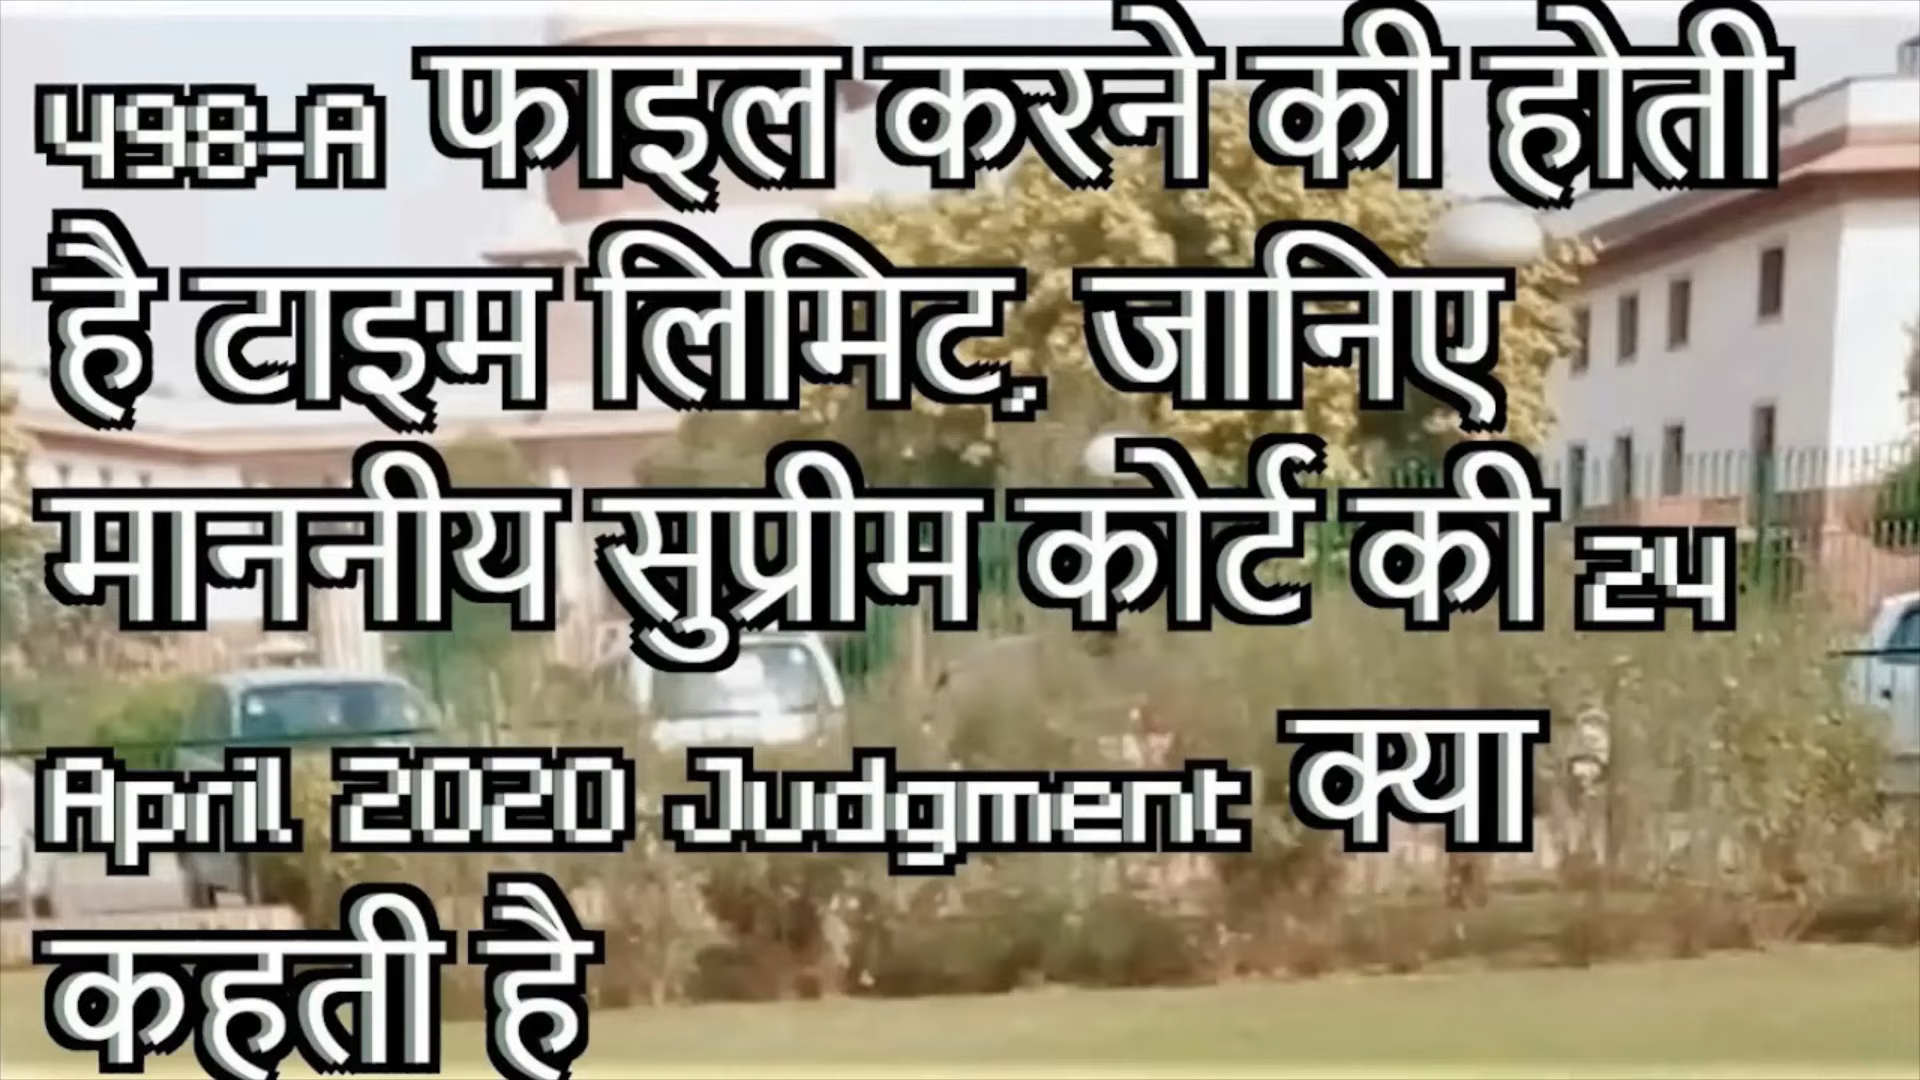 498-A फाइल करने की होती
है टाइम लिमिट, जानिए
माननीय सुप्रीम कोर्ट की 24
April 2020 Judgment क्या
कहती है